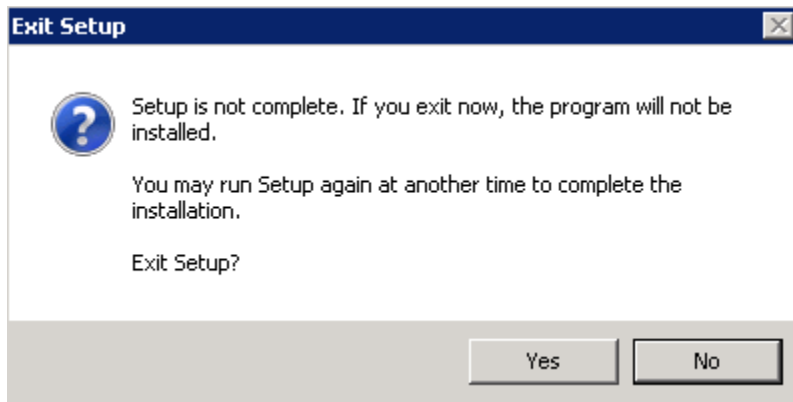 Exit Setup
Setup is not complete. If you exit now, the program will not be
installed.
You may run Setup again at another time to complete the
installation.
Exit Setup?
Yes
No